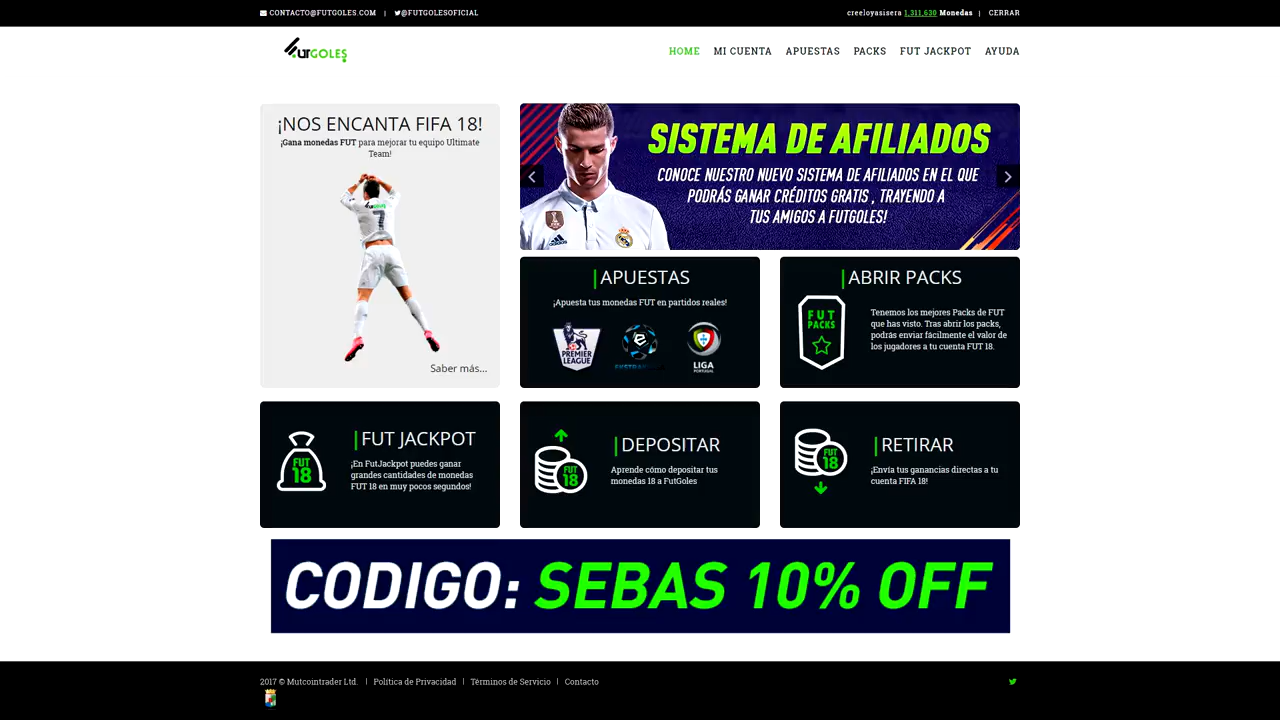 CONTACTO@FUTGOLES.COM | @FUTGOLESOFICIAL
creeloyasisera 1,311,630 Monedas | CERRAR
FUTGOLES
HOME MI CUENTA APUESTAS PACKS FUT JACKPOT AYUDA
¡NOS ENCANTA FIFA 18!
¡Gana monedas FUT para mejorar tu equipo Ultimate
Team!
7
Saber más...
SISTEMA DE AFILIADOS
CONOCE NUESTRO NUEVO SISTEMA DE AFILIADOS EN EL QUE
PODRÁS GANAR CRÉDITOS GRATIS , TRAYENDO A
TUS AMIGOS A FUTGOLES!
|APUESTAS
¡Apuesta tus monedas FUT en partidos reales!
PREMIER
LEAGUE
LIGA
PORTUGAL
|ABRIR PACKS
FUT
PACKS
Tenemos los mejores Packs de FUT
que has visto. Tras abrir los packs,
podrás enviar fácilmente el valor de
los jugadores a tu cuenta FUT 18.
|FUT JACKPOT
FUT
18
¡En FutJackpot puedes ganar
grandes cantidades de monedas
FUT 18 en muy pocos segundos!
|DEPOSITAR
FUT
18
Aprende cómo depositar tus
monedas 18 a FutGoles
|RETIRAR
FUT
18
¡Envía tus ganancias directas a tu
cuenta FIFA 18!
CODIGO: SEBAS 10% OFF
2017 © Mutcointrader Ltd. | Política de Privacidad | Términos de Servicio | Contacto